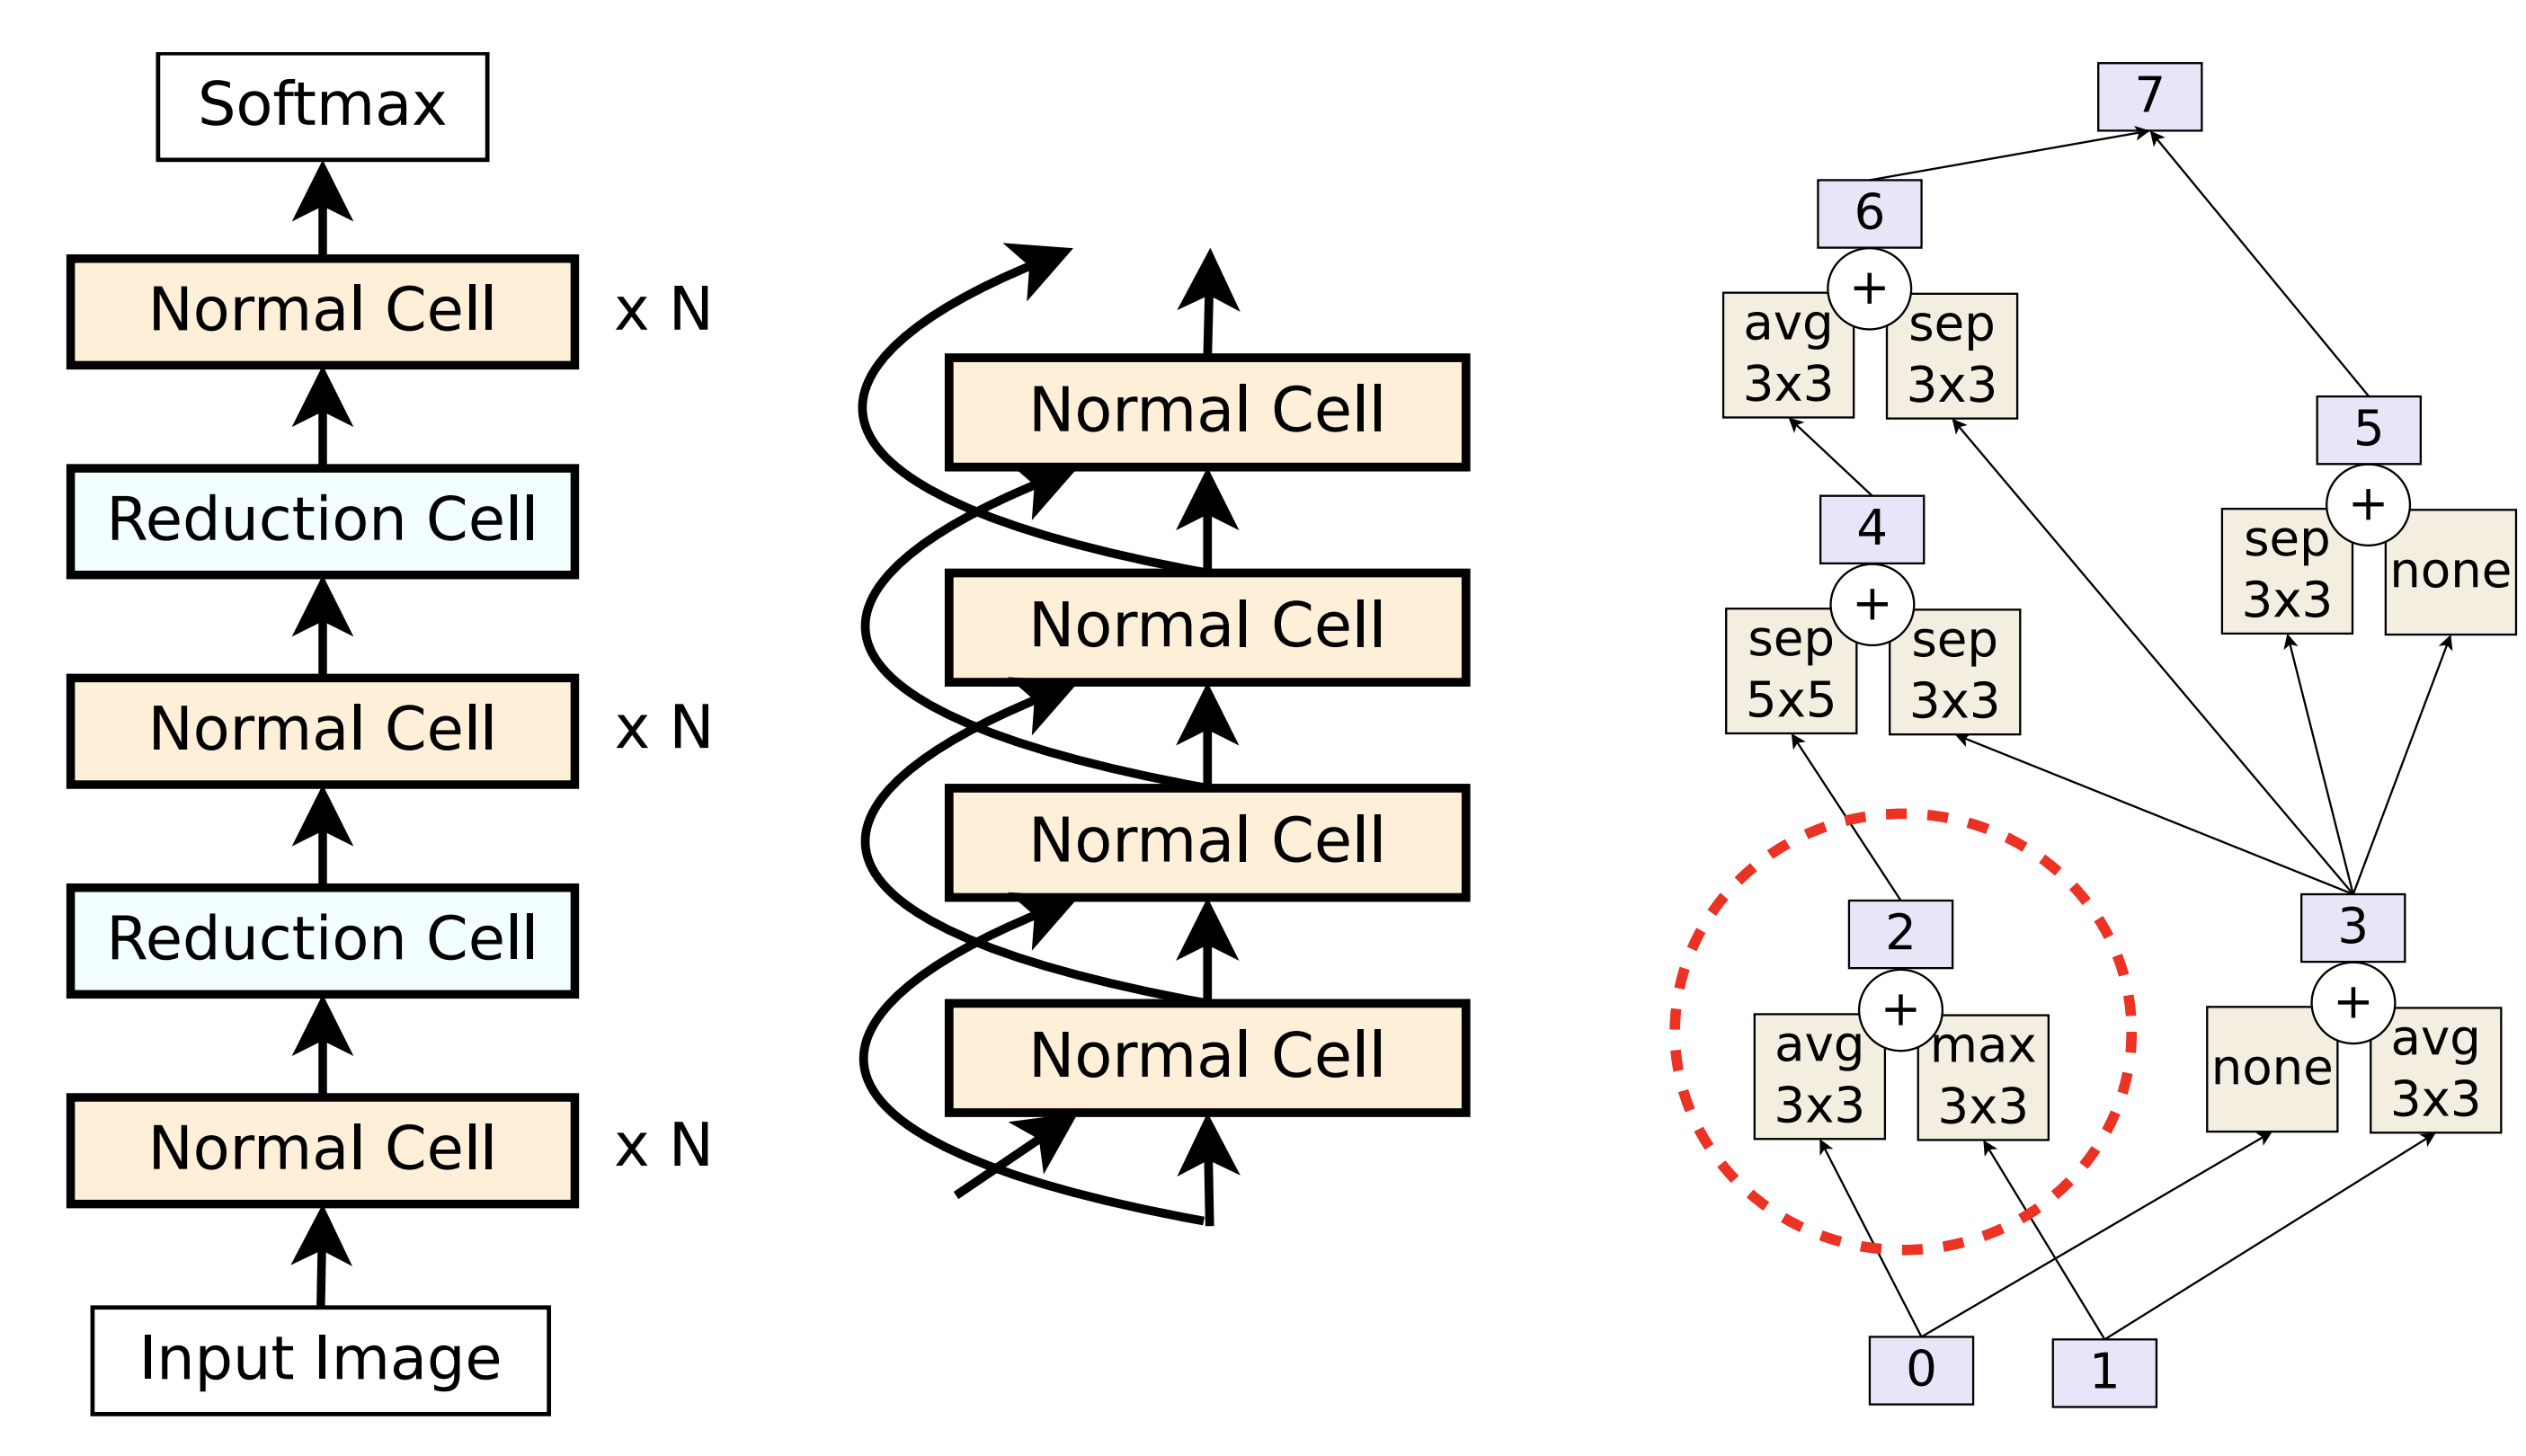 Softmax
Normal Cell
x N
Reduction Cell
Normal Cell
x N
Reduction Cell
Normal Cell
x N
Input Image
Normal Cell
Normal Cell
Normal Cell
Normal Cell
7
6
+
avg
3x3
sep
3x3
5
+
sep
3x3
none
4
+
sep
5x5
sep
3x3
2
+
avg
3x3
max
3x3
3
+
none
avg
3x3
0
1